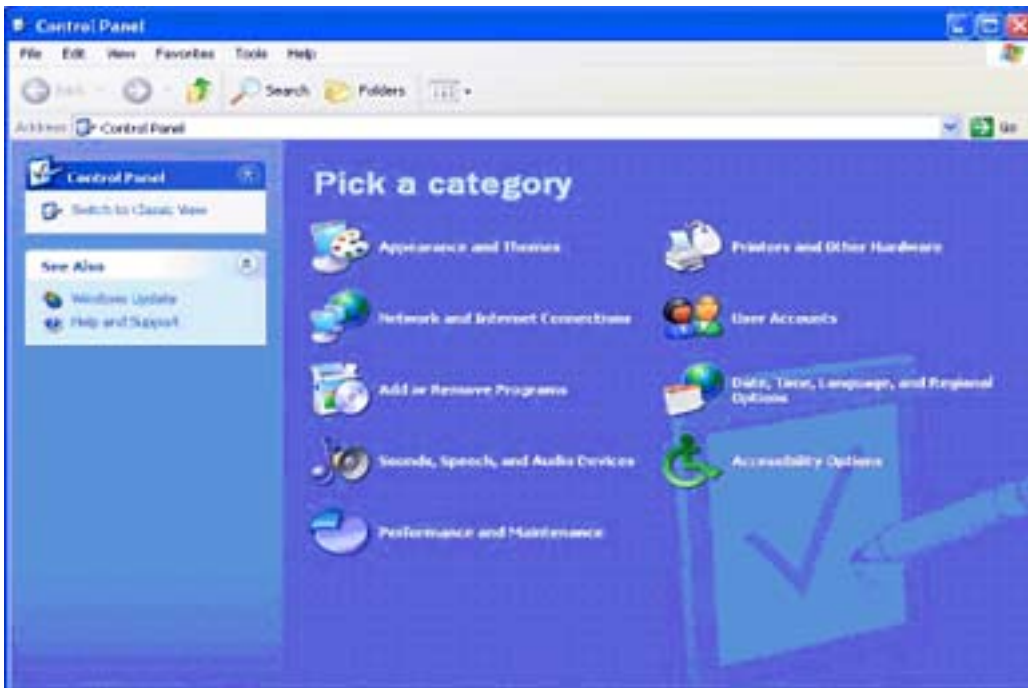 Control Panel
File Edit View Favorites Tools Help
Back Search Folders
Address Control Panel Go
Control Panel
Switch to Classic View
See Also
Windows Update
Help and Support
Pick a category
Appearance and Themes
Printers and Other Hardware
Network and Internet Connections
User Accounts
Add or Remove Programs
Date, Time, Language, and Regional
Options
Sounds, Speech, and Audio Devices
Accessibility Options
Performance and Maintenance